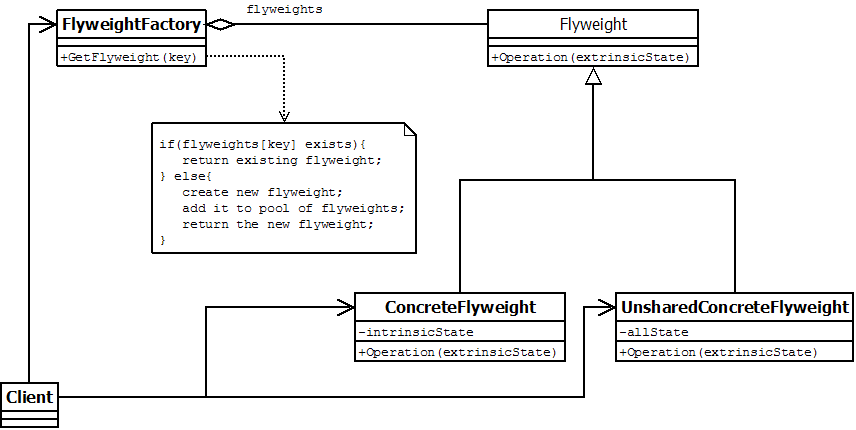 flyweights
FlyweightFactory
+GetFlyweight(key)
Flyweight
+Operation(extrinsicState)
if(flyweights[key] exists){
return existing flyweight;
} else{
create new flyweight;
add it to pool of flyweights;
return the new flyweight;
}
ConcreteFlyweight
-intrinsicState
+Operation(extrinsicState)
UnsharedConcreteFlyweight
-allState
+Operation(extrinsicState)
Client